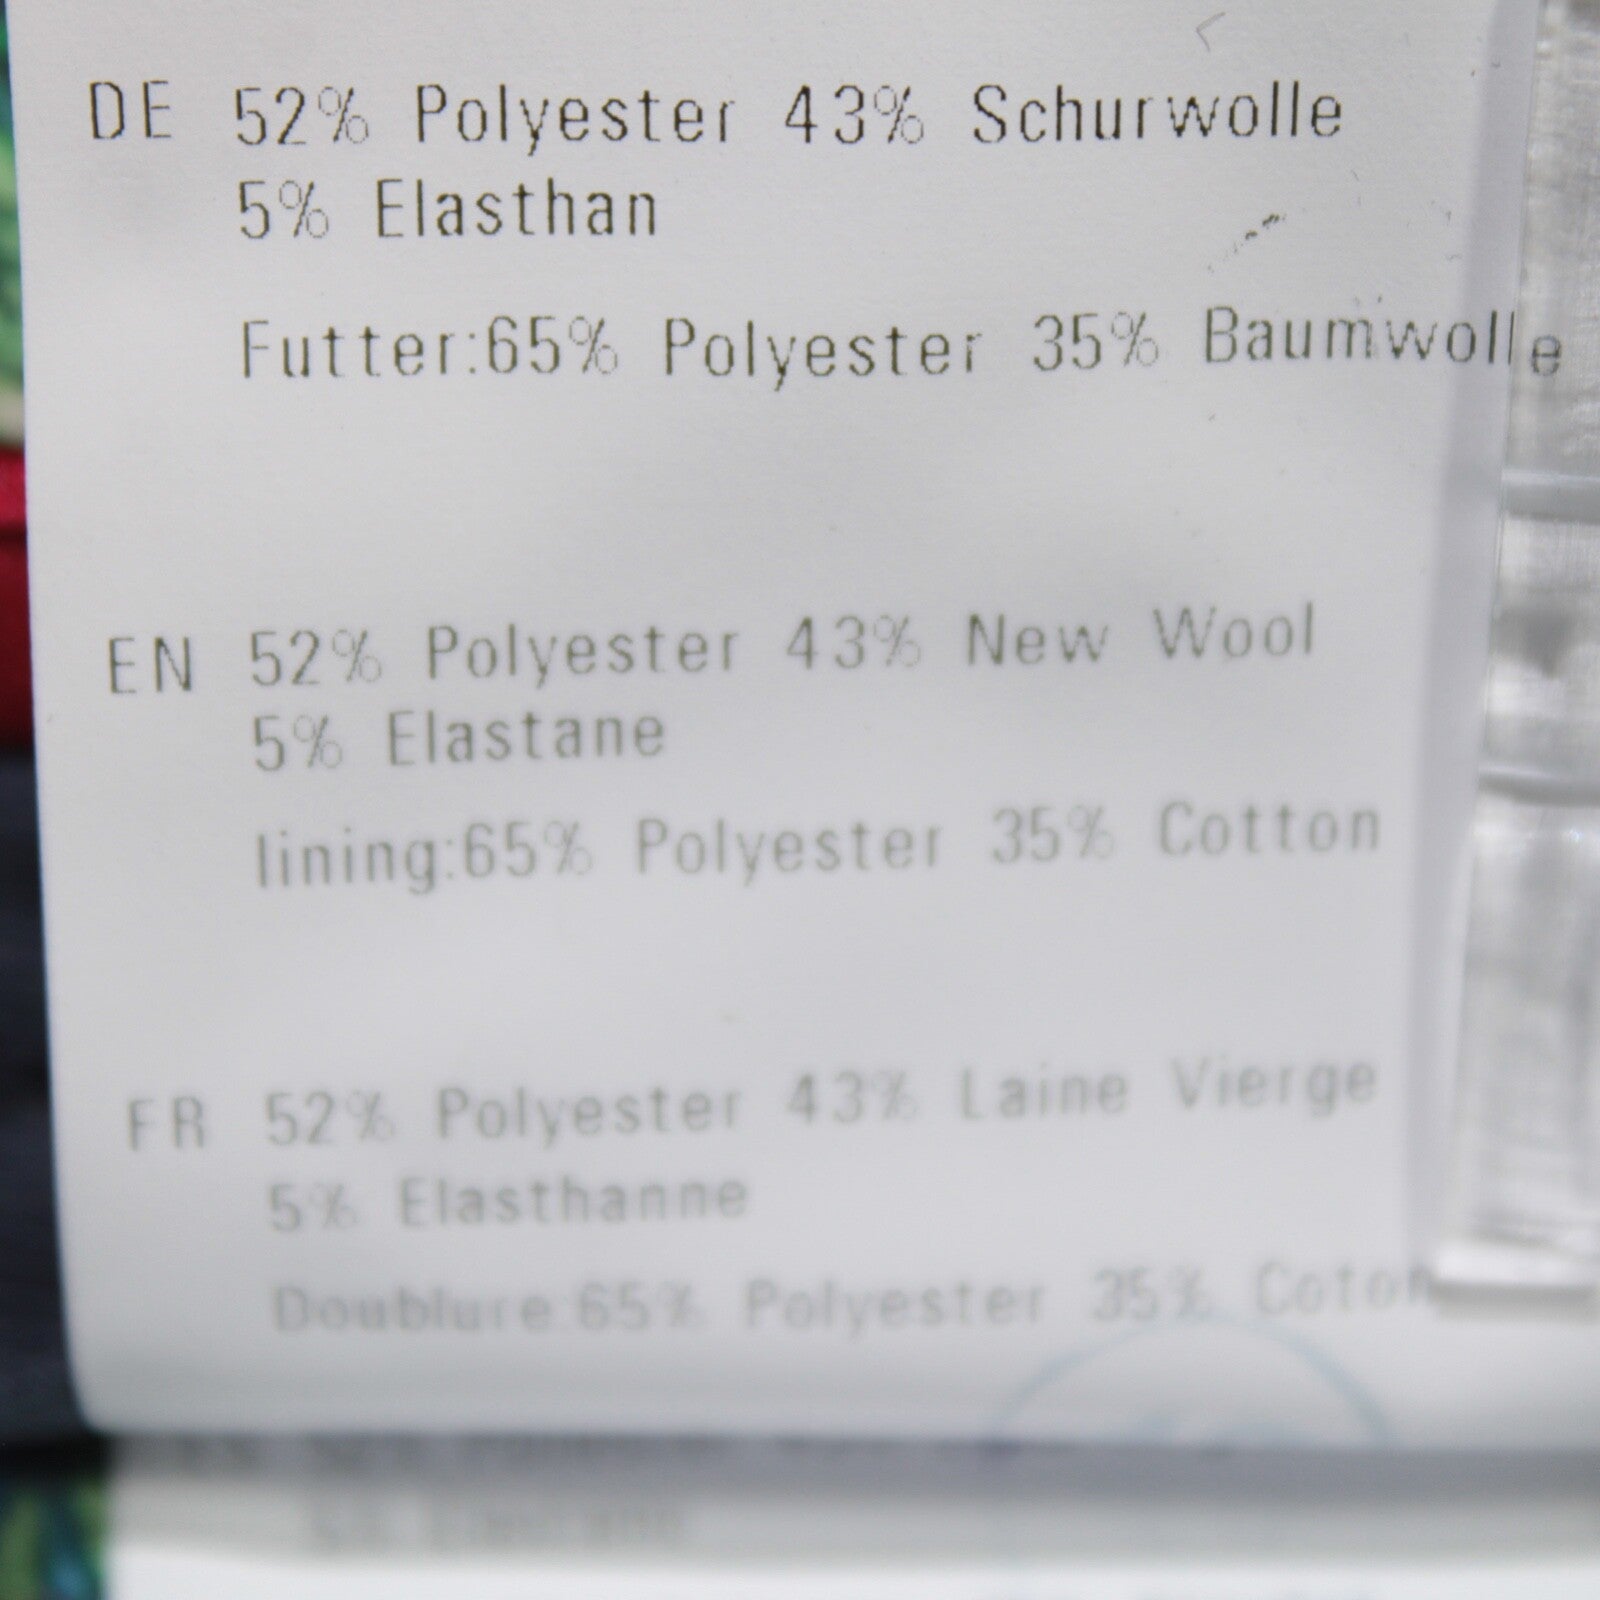 DE 52% Polyester 43% Schurwolle
5% Elasthan
Futter:65% Polyester 35% Baumwolle
EN 52% Polyester 43% New Wool
5% Elastane
lining:65% Polyester 35% Cotton
FR 52% Polyester 43% Laine Vierge
5% Elasthanne
Doublure:65% Polyester 35% Coton